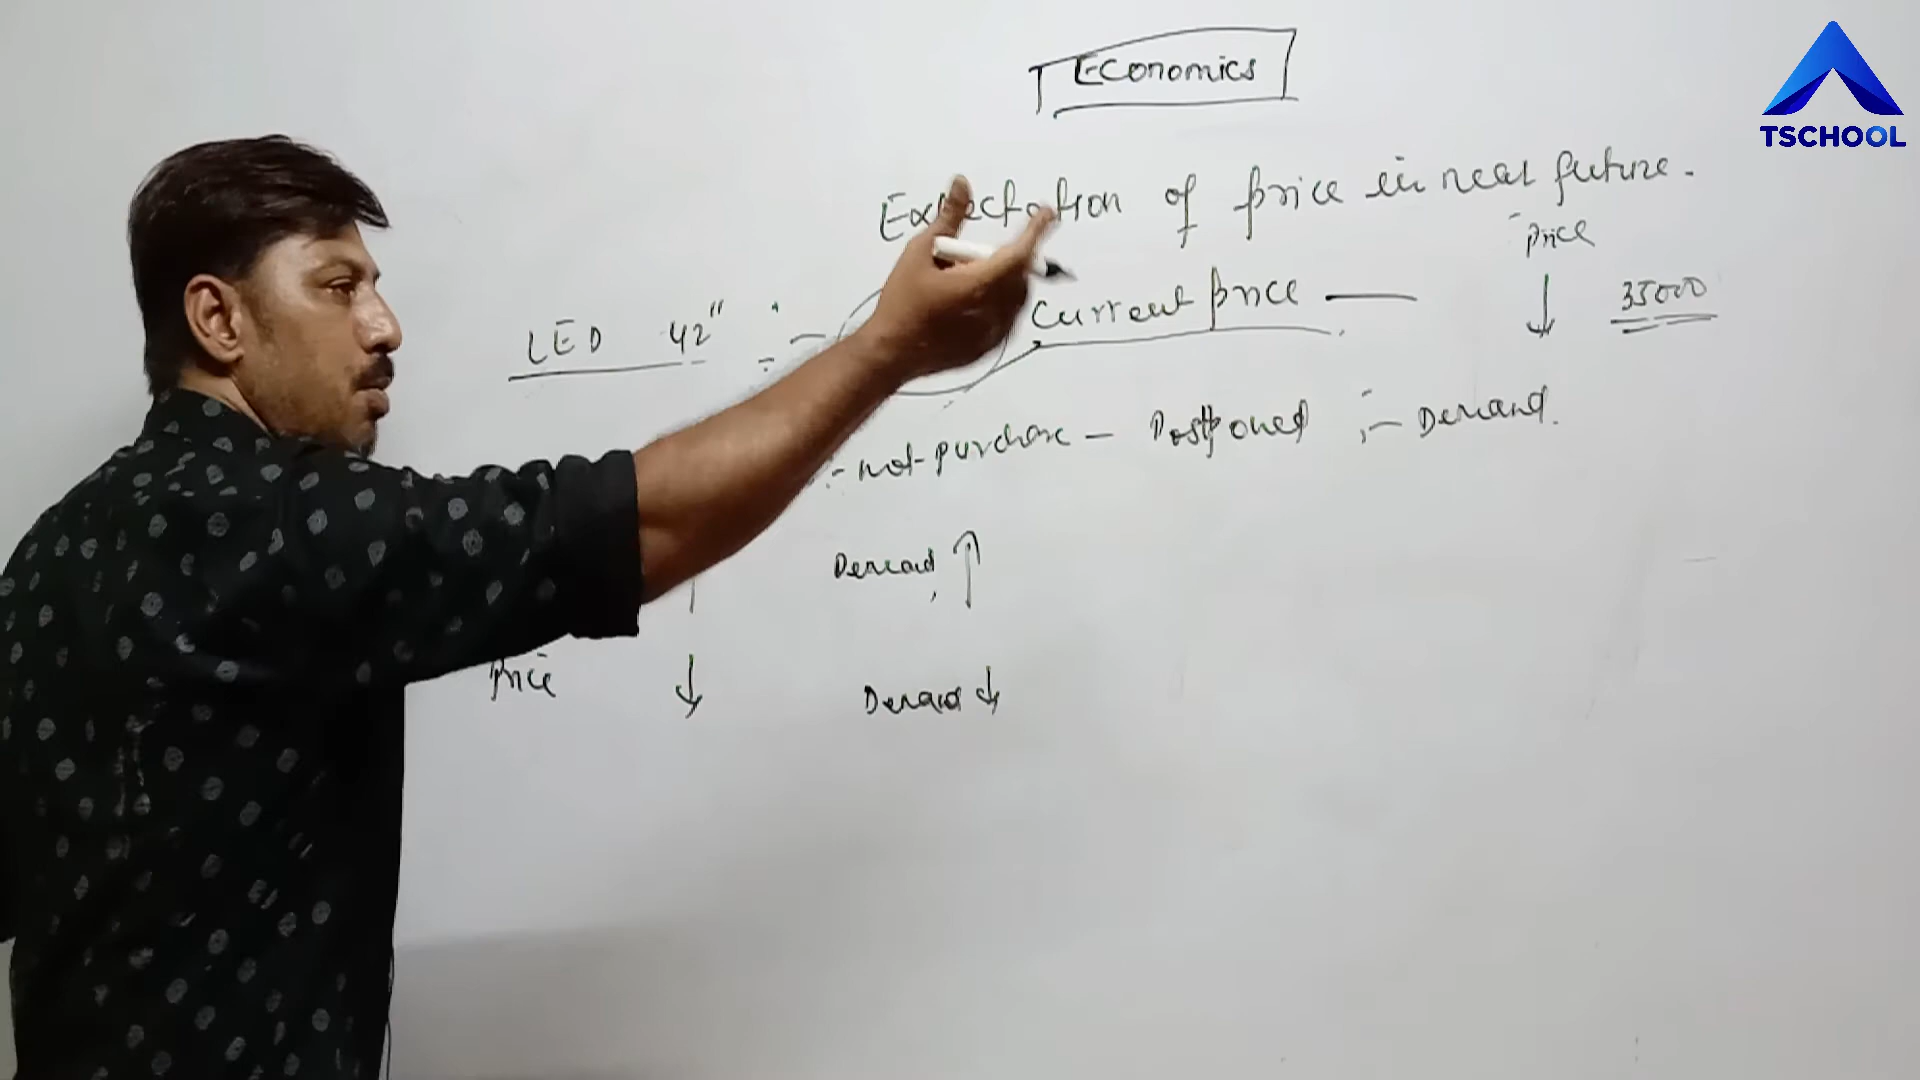 Economics
TSCHOOL
Expectation of price in near future.
Price
LED 42" :- Current price — 35000
:- not-purchase - Postponed :- Demand.
Demand
Price Demand